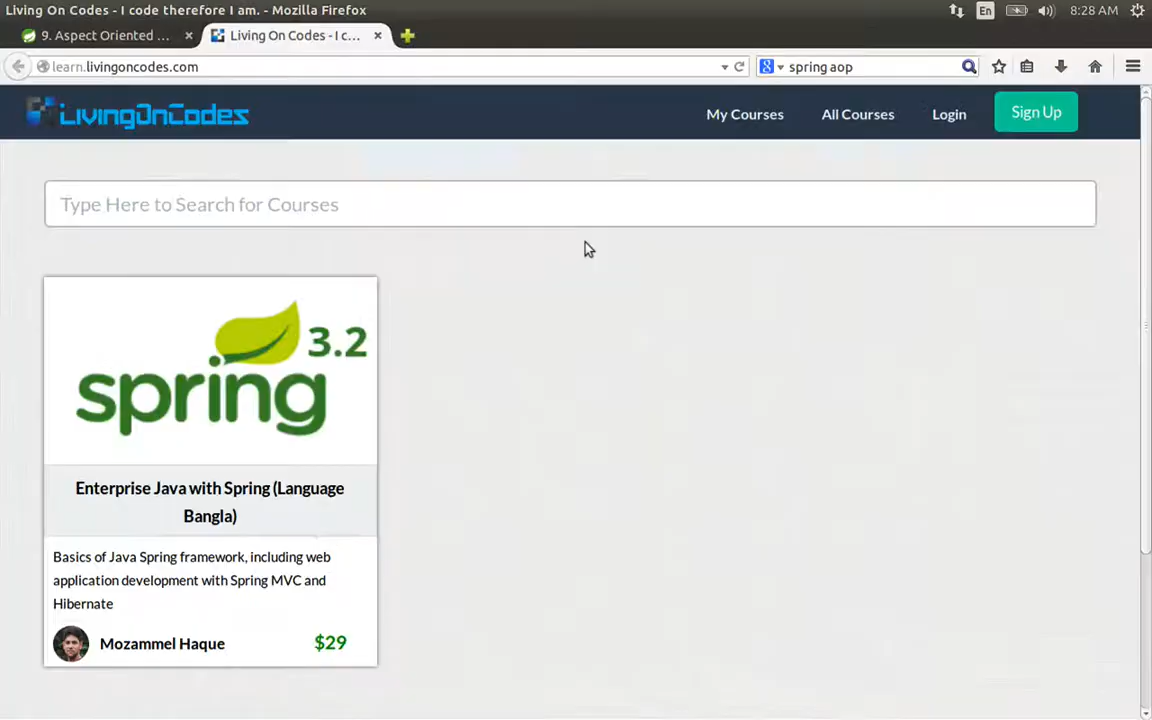 Living On Codes - I code therefore I am. - Mozilla Firefox
En
8:28 AM
9. Aspect Oriented ...
Living On Codes - I c...
learn.livingoncodes.com
spring aop
LivingOnCodes
My Courses
All Courses
Login
Sign Up
Type Here to Search for Courses
3.2
spring
Enterprise Java with Spring (Language
Bangla)
Basics of Java Spring framework, including web
application development with Spring MVC and
Hibernate
Mozammel Haque
$29